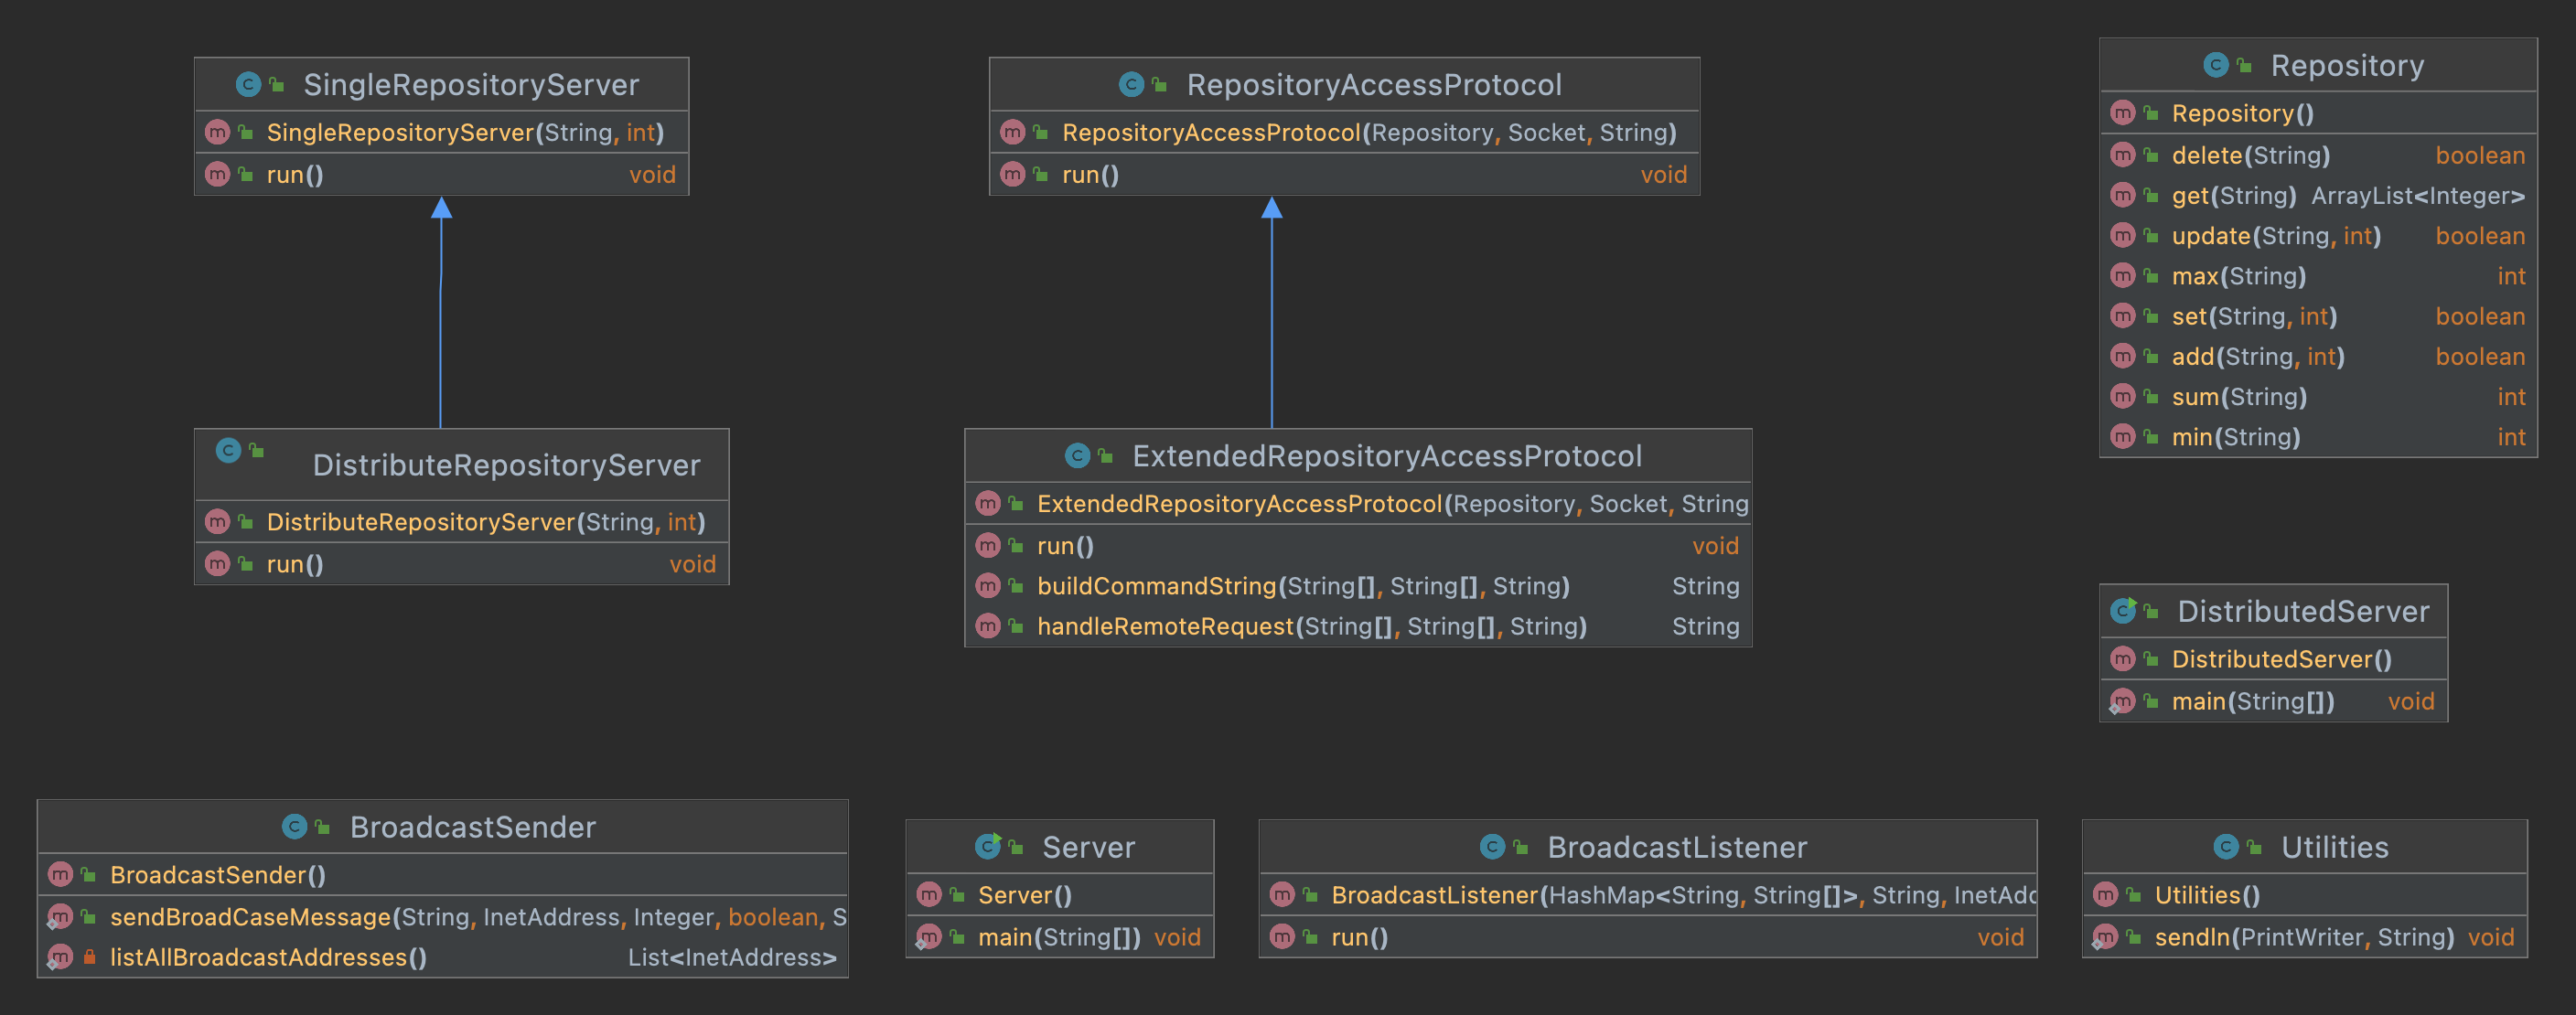 SingleRepositoryServer
SingleRepositoryServer(String, int)
run() void
RepositoryAccessProtocol
RepositoryAccessProtocol(Repository, Socket, String)
run() void
Repository
Repository()
delete(String) boolean
get(String) ArrayList<Integer>
update(String, int) boolean
max(String) int
set(String, int) boolean
add(String, int) boolean
sum(String) int
min(String) int
DistributeRepositoryServer
DistributeRepositoryServer(String, int)
run() void
ExtendedRepositoryAccessProtocol
ExtendedRepositoryAccessProtocol(Repository, Socket, String
run() void
buildCommandString(String[], String[], String) String
handleRemoteRequest(String[], String[], String) String
DistributedServer
DistributedServer()
main(String[]) void
BroadcastSender
BroadcastSender()
sendBroadCaseMessage(String, InetAddress, Integer, boolean, S
listAllBroadcastAddresses() List<InetAddress>
Server
Server()
main(String[]) void
BroadcastListener
BroadcastListener(HashMap<String, String[]>, String, InetAdd
run() void
Utilities
Utilities()
sendln(PrintWriter, String) void